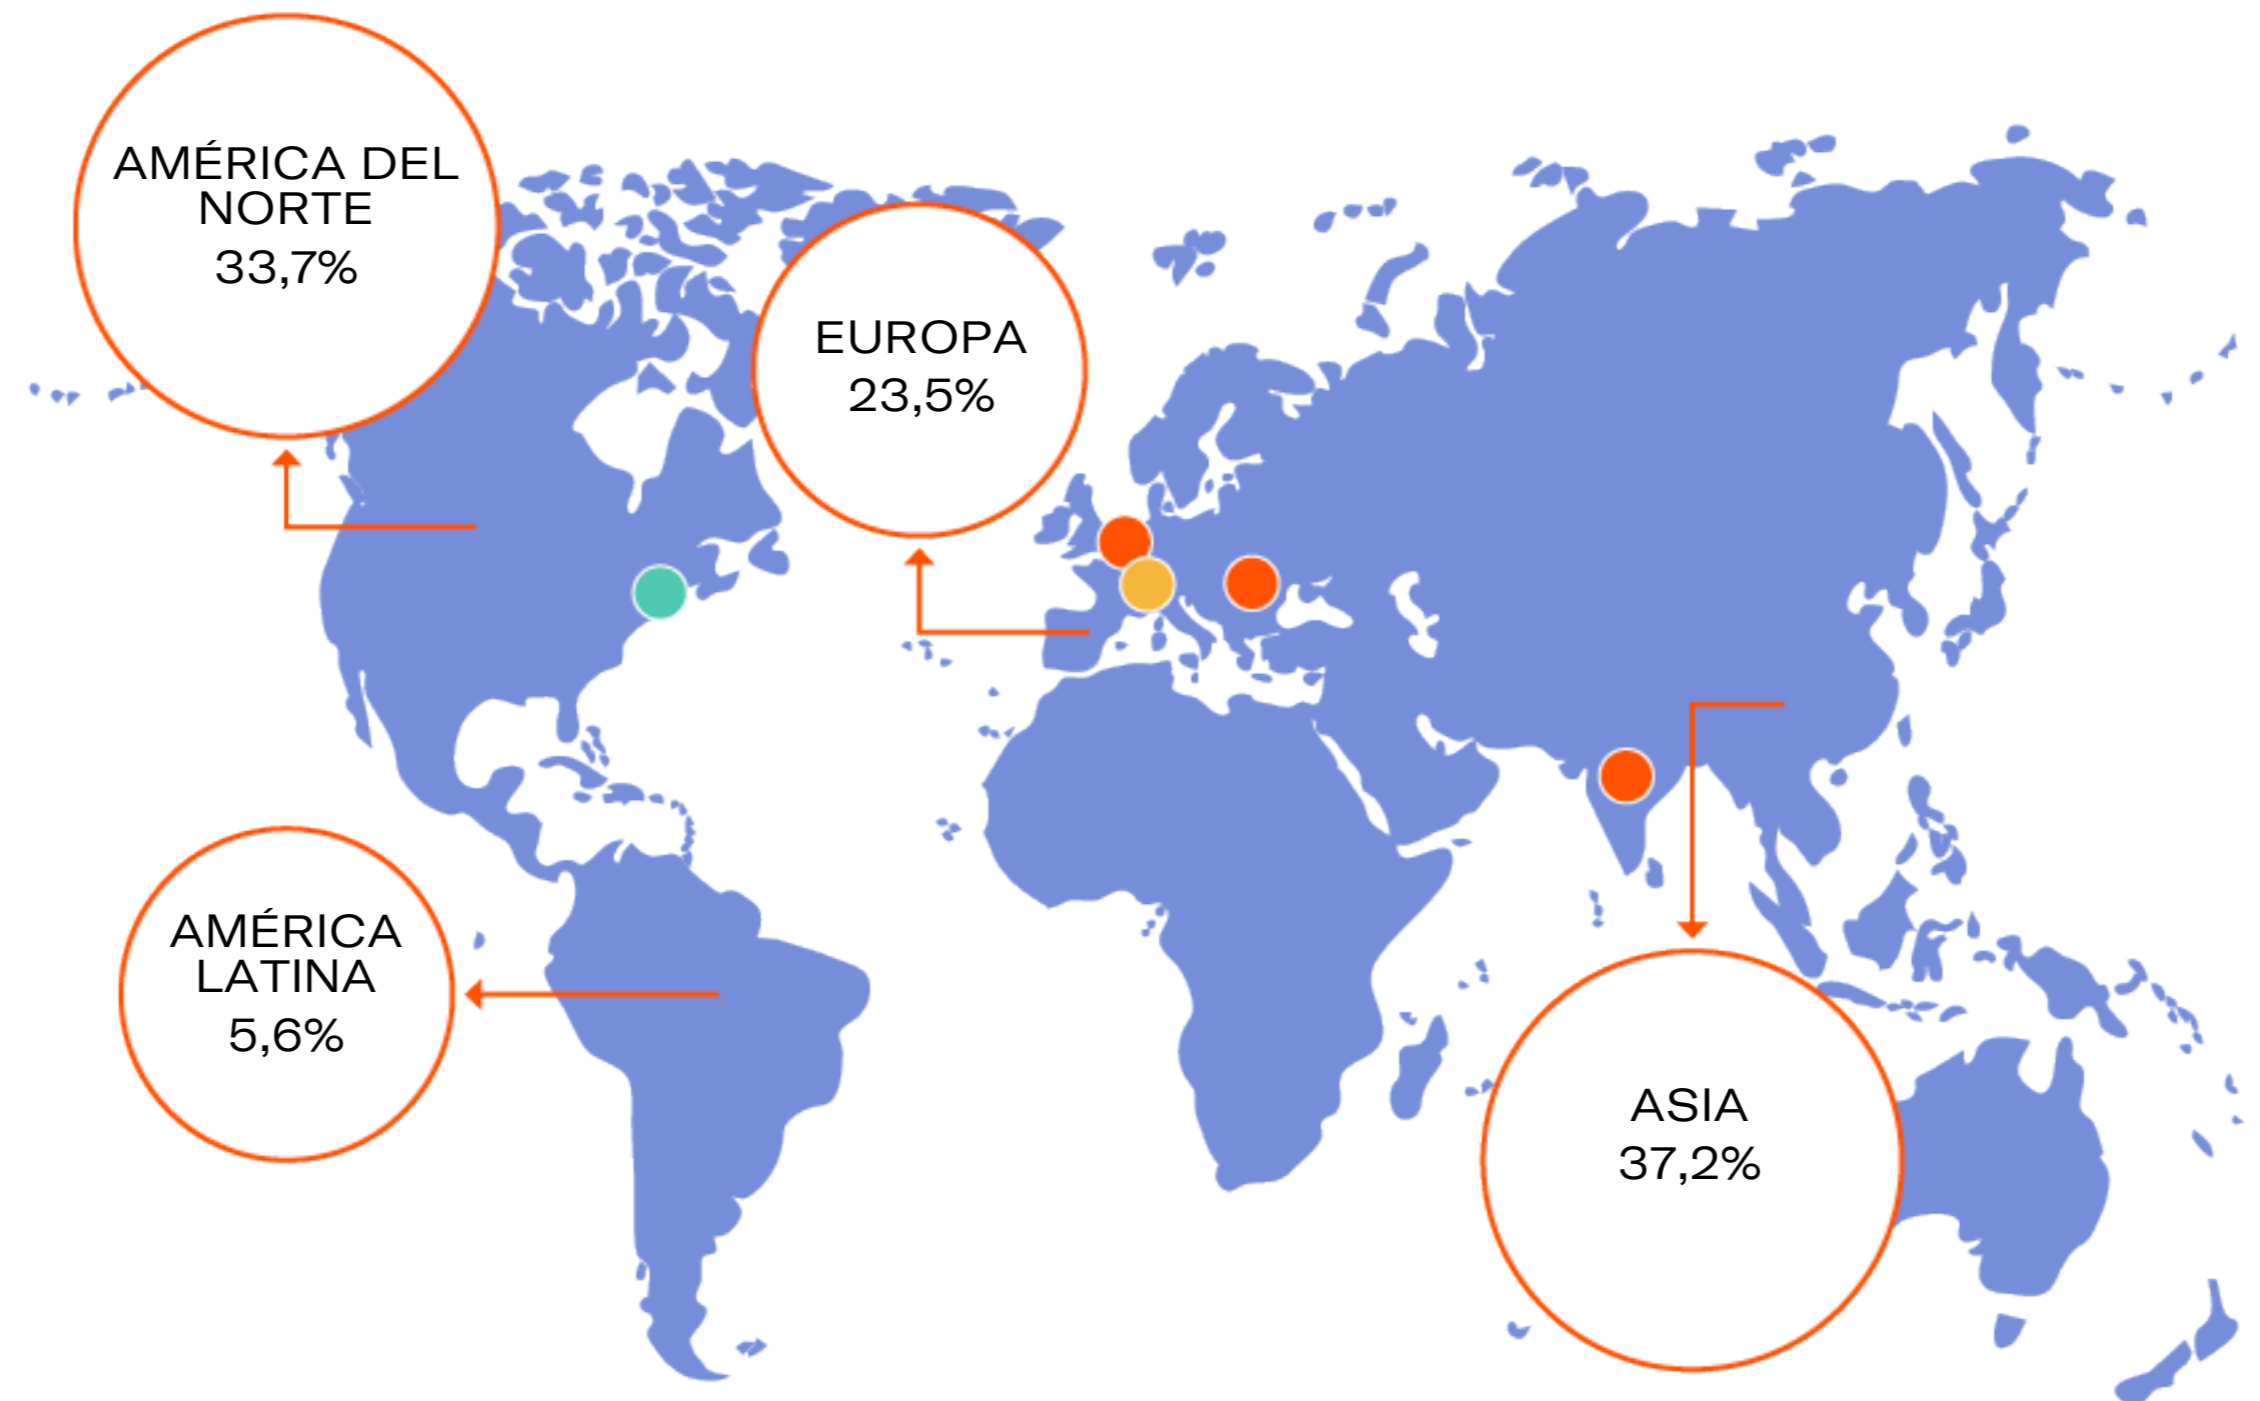 AMÉRICA DEL
NORTE
33,7%
EUROPA
23,5%
AMÉRICA
LATINA
5,6%
ASIA
37,2%